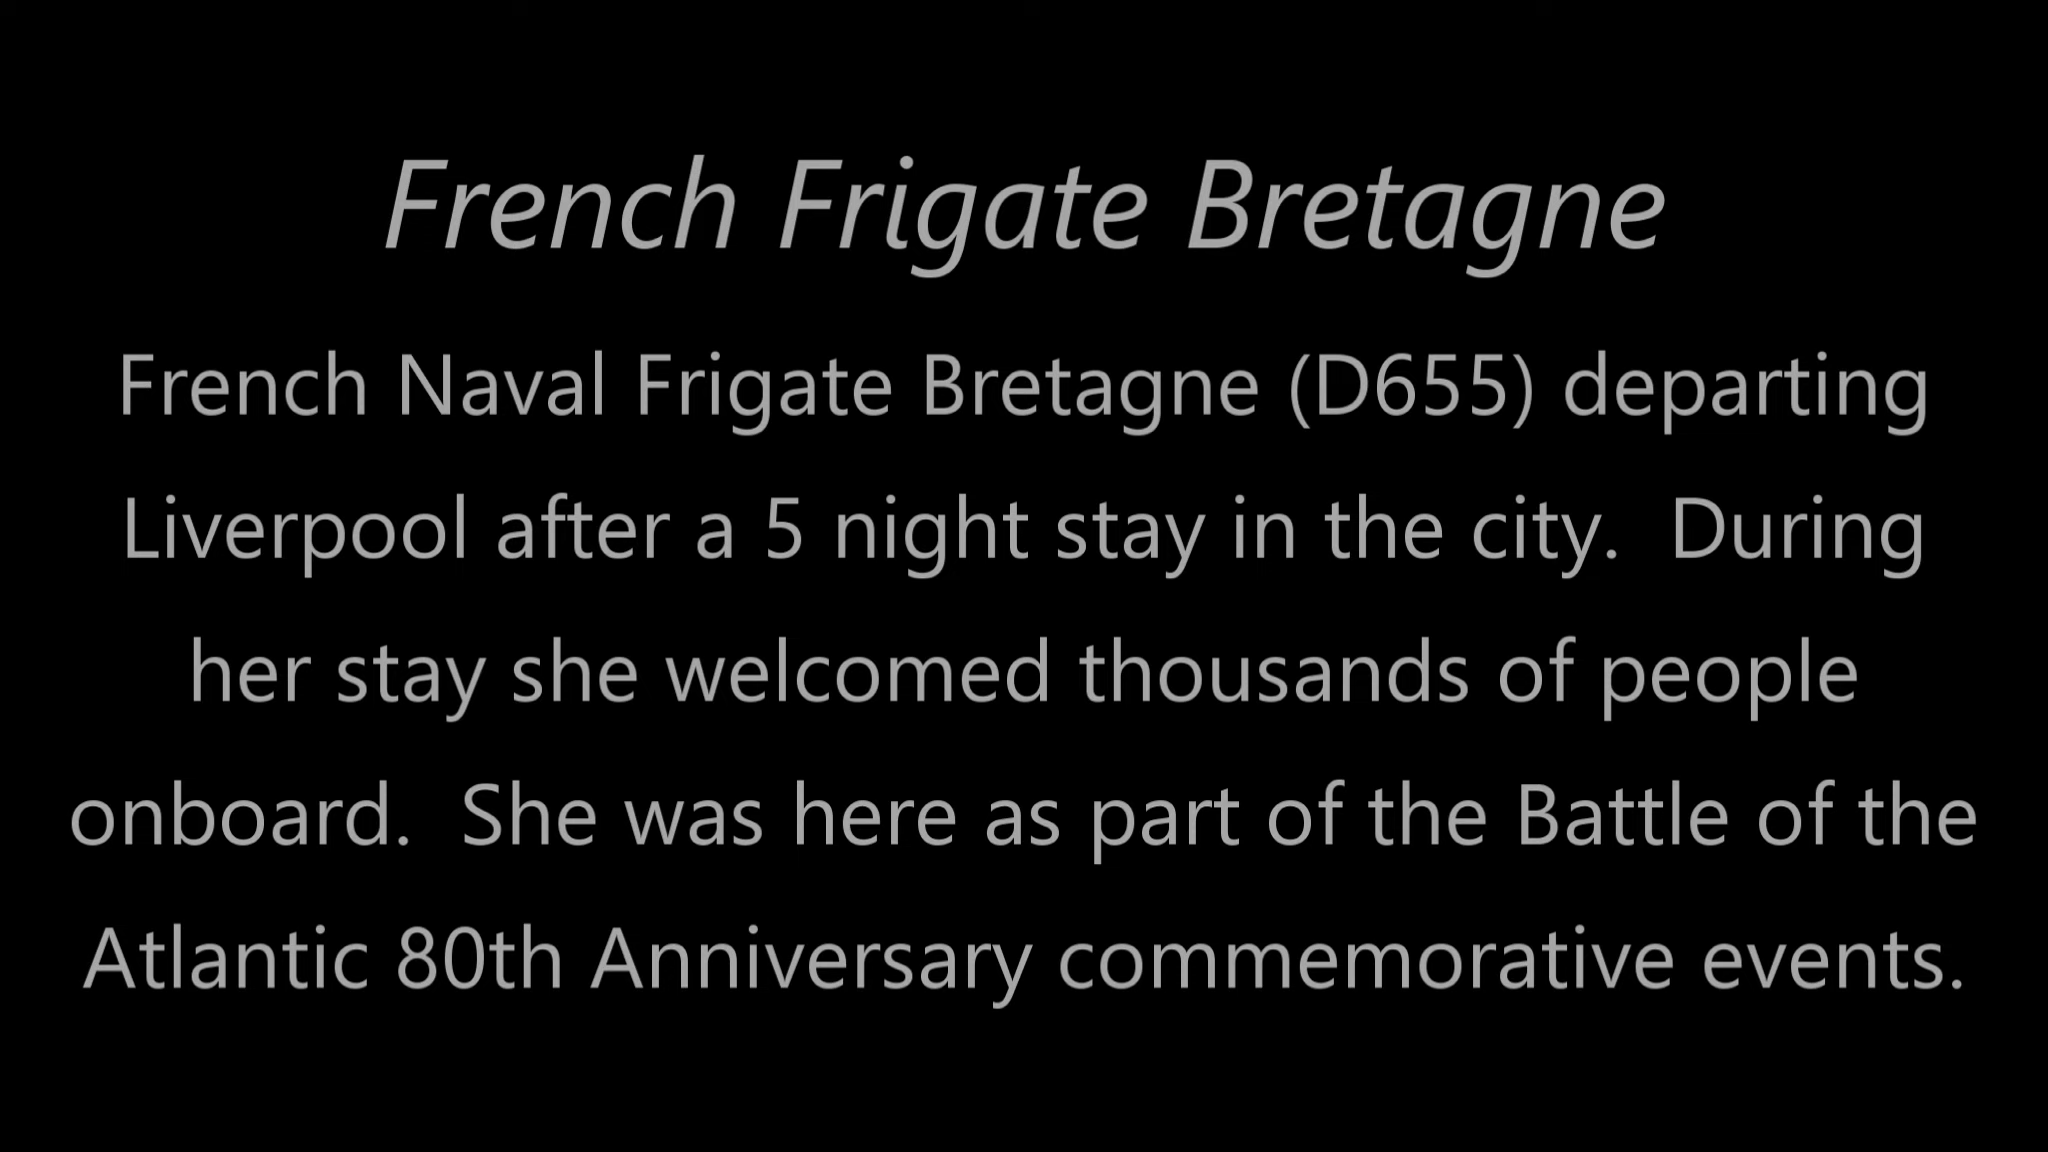 French Frigate Bretagne
French Naval Frigate Bretagne (D655) departing
Liverpool after a 5 night stay in the city.  During
her stay she welcomed thousands of people
onboard.  She was here as part of the Battle of the
Atlantic 80th Anniversary commemorative events.